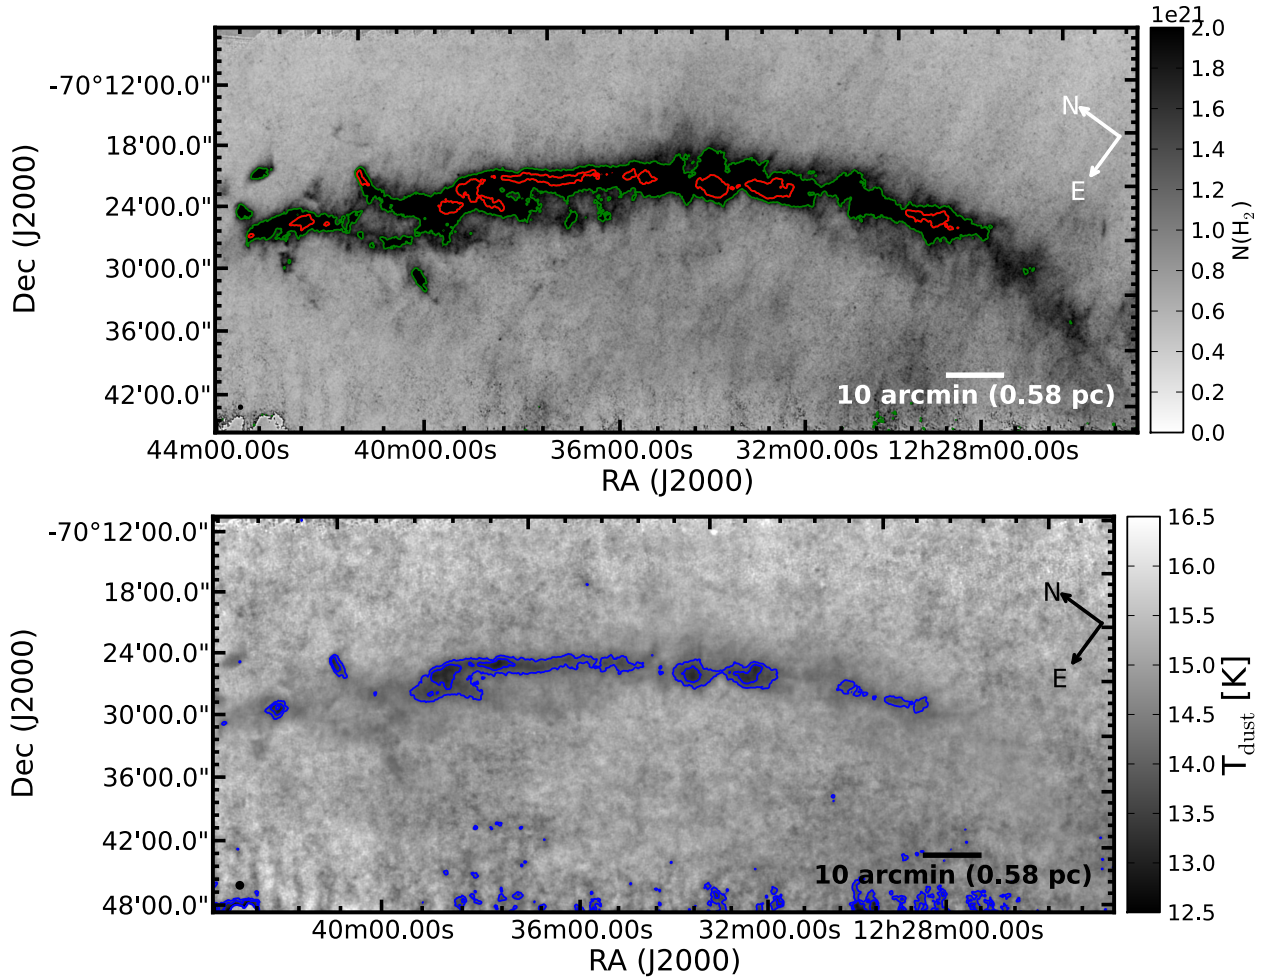 1e21
-70°12'00.0"
18'00.0"
24'00.0"
30'00.0"
36'00.0"
42'00.0"
Dec (J2000)
N
E
10 arcmin (0.58 pc)
2.0
1.8
1.6
1.4
1.2
1.0
0.8
0.6
0.4
0.2
0.0
N(H₂)
44m00.00s 40m00.00s 36m00.00s 32m00.00s 12h28m00.00s
RA (J2000)
-70°12'00.0"
18'00.0"
24'00.0"
30'00.0"
36'00.0"
42'00.0"
48'00.0"
Dec (J2000)
N
E
10 arcmin (0.58 pc)
16.5
16.0
15.5
15.0
14.5
14.0
13.5
13.0
12.5
T_dust [K]
40m00.00s 36m00.00s 32m00.00s 12h28m00.00s
RA (J2000)